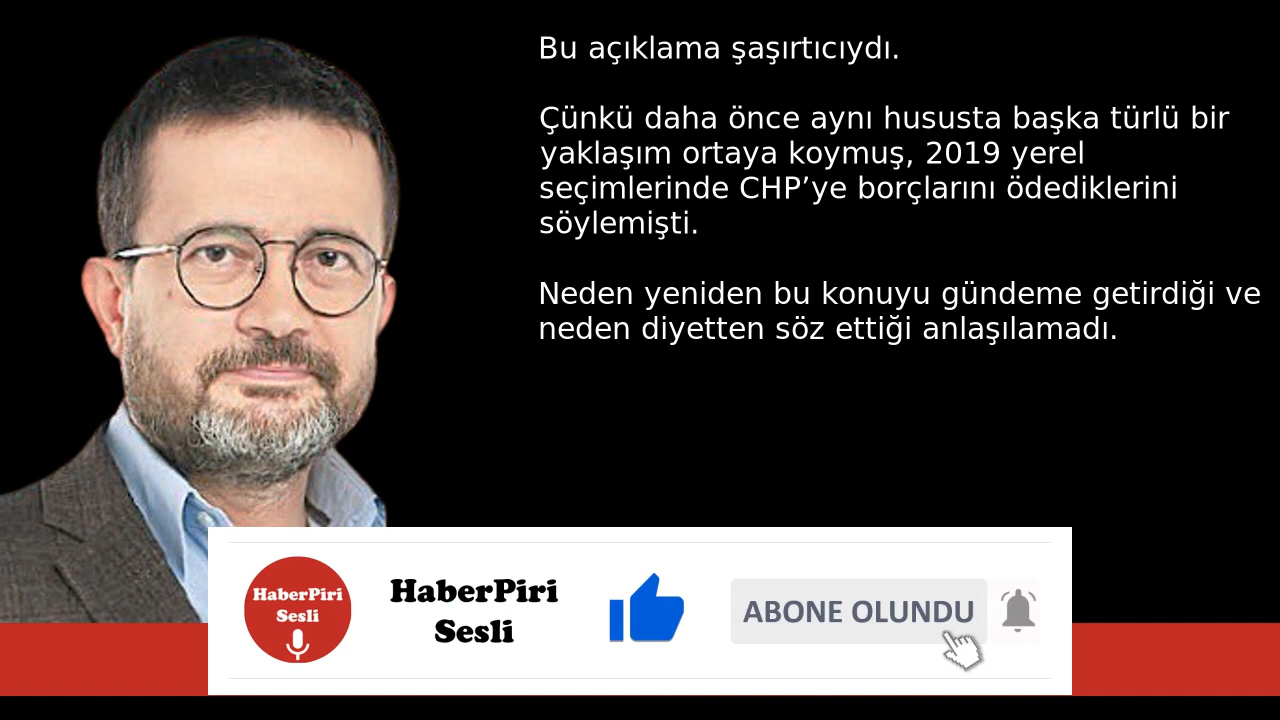 Bu açıklama şaşırtıcıydı.
Çünkü daha önce aynı hususta başka türlü bir
yaklaşım ortaya koymuş, 2019 yerel
seçimlerinde CHP’ye borçlarını ödediklerini
söylemişti.
Neden yeniden bu konuyu gündeme getirdiği ve
neden diyetten söz ettiği anlaşılamadı.
HaberPiri
Sesli
HaberPiri
Sesli
ABONE OLUNDU